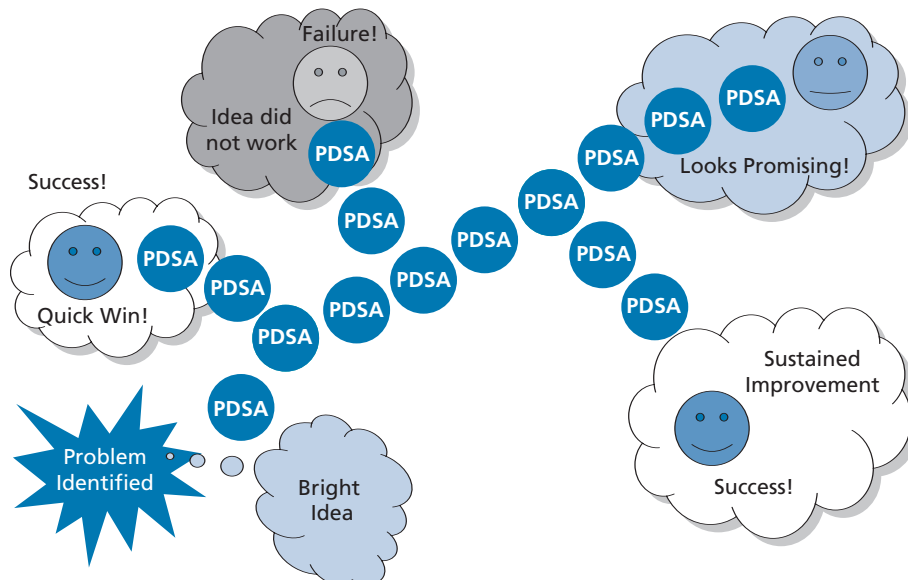 Failure!
Idea did
not work
PDSA
PDSA
PDSA
PDSA
PDSA
Looks Promising!
Success!
PDSA
PDSA
Quick Win!
PDSA
PDSA
PDSA
PDSA
PDSA
PDSA
PDSA
Sustained
Improvement
Success!
PDSA
Problem
Identified
Bright
Idea